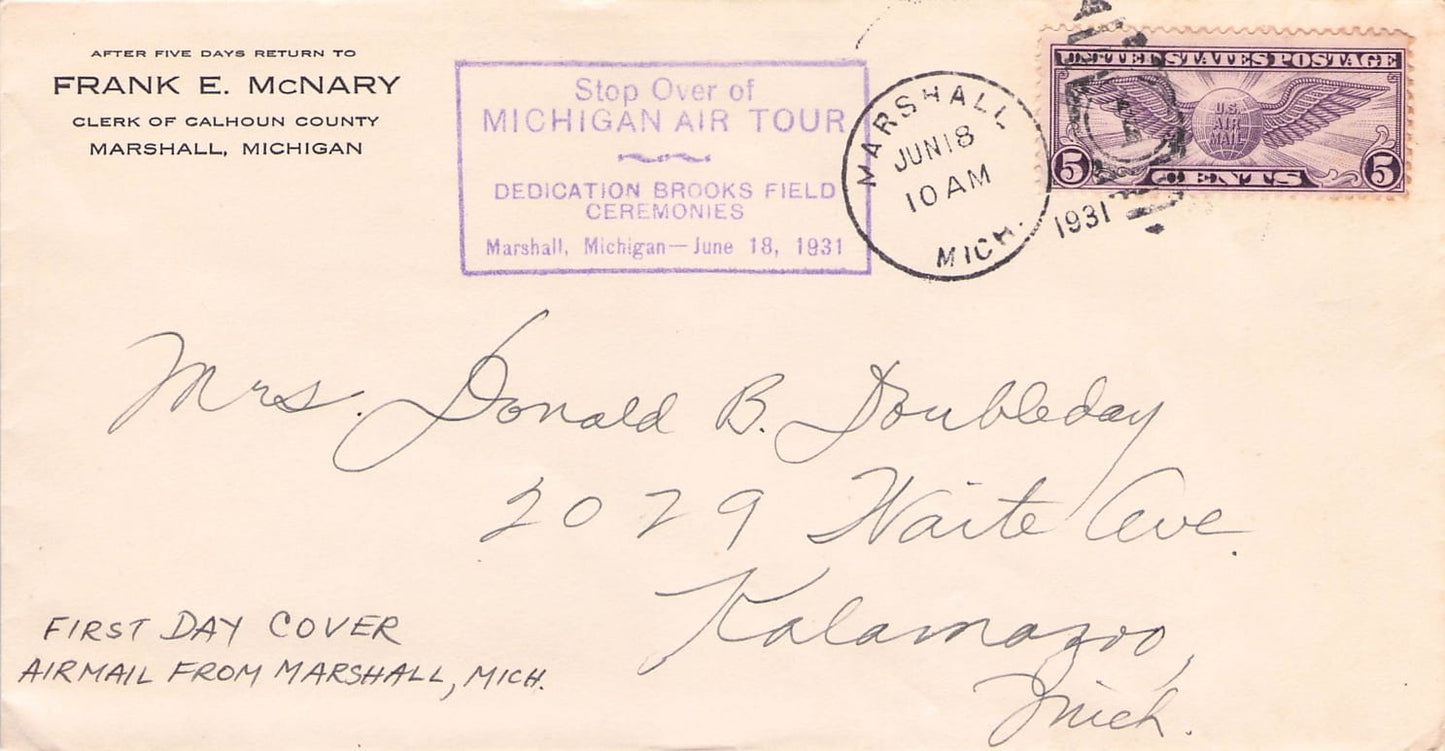 AFTER FIVE DAYS RETURN TO
FRANK E. McNARY
CLERK OF CALHOUN COUNTY
MARSHALL, MICHIGAN
Stop Over of
MICHIGAN AIR TOUR
DEDICATION BROOKS FIELD
CEREMONIES
Marshall, Michigan—June 18, 1931
MARSHALL
JUN 18
10 AM
MICH.
1931
UNITED STATES POSTAGE
U.S.
AIR
MAIL
5 CENTS 5
Mrs. Donald B. Doubleday
2029 Waite Ave.
Kalamazoo,
Mich.
FIRST DAY COVER
AIRMAIL FROM MARSHALL, MICH.